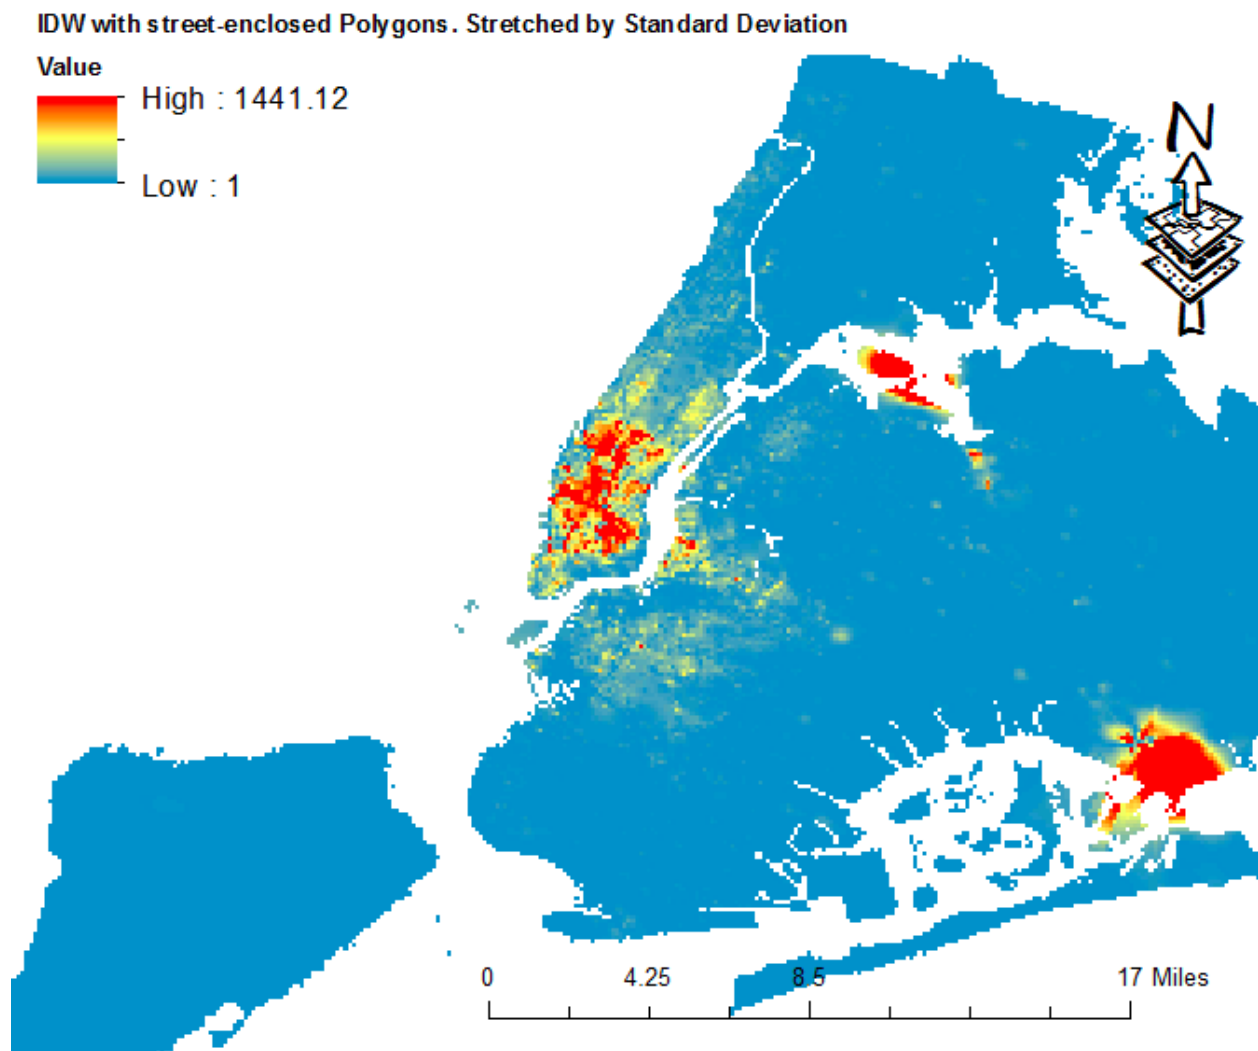 IDW with street-enclosed Polygons. Stretched by Standard Deviation
Value
High : 1441.12
Low : 1
N
0 4.25 8.5 17 Miles